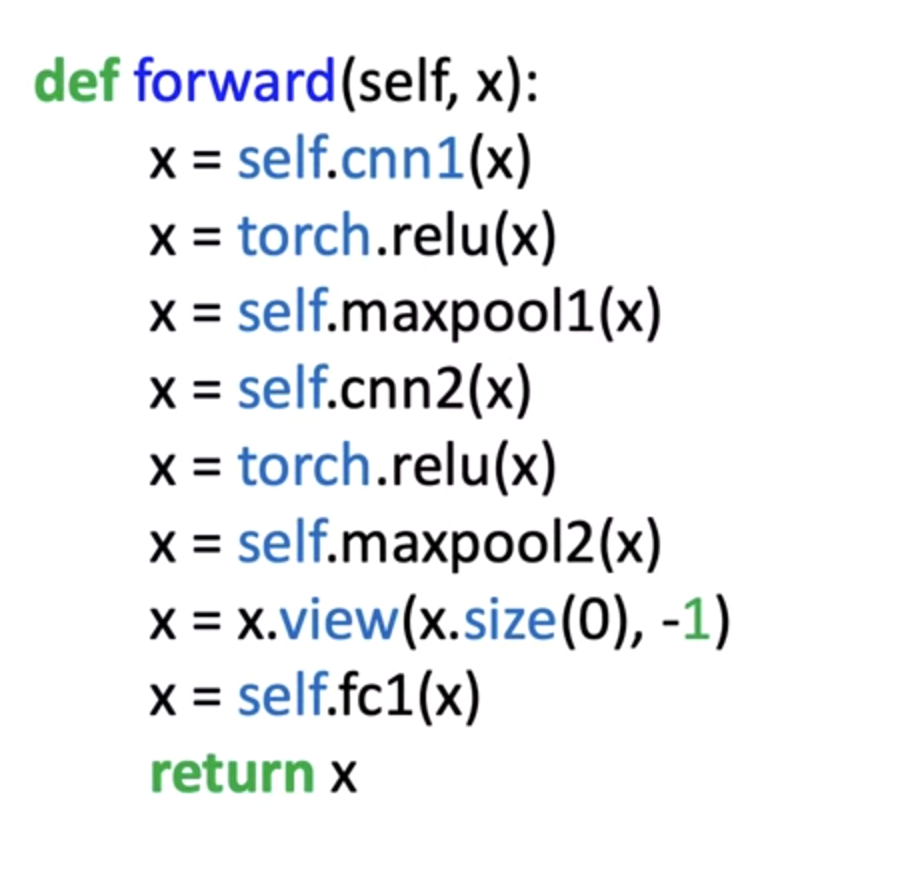 def forward(self, x):
x = self.cnn1(x)
x = torch.relu(x)
x = self.maxpool1(x)
x = self.cnn2(x)
x = torch.relu(x)
x = self.maxpool2(x)
x = x.view(x.size(0), -1)
x = self.fc1(x)
return x